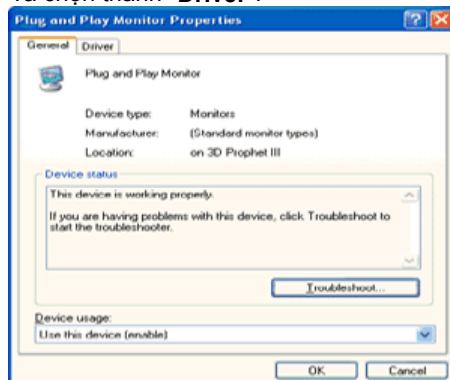 Ta chọn thanh "Driver".
Plug and Play Monitor Properties
General Driver
Plug and Play Monitor
Device type: Monitors
Manufacturer: (Standard monitor types)
Location: on 3D Prophet III
Device status
This device is working properly.
If you are having problems with this device, click Troubleshoot to
start the troubleshooter.
Troubleshoot...
Device usage:
Use this device (enable)
OK Cancel